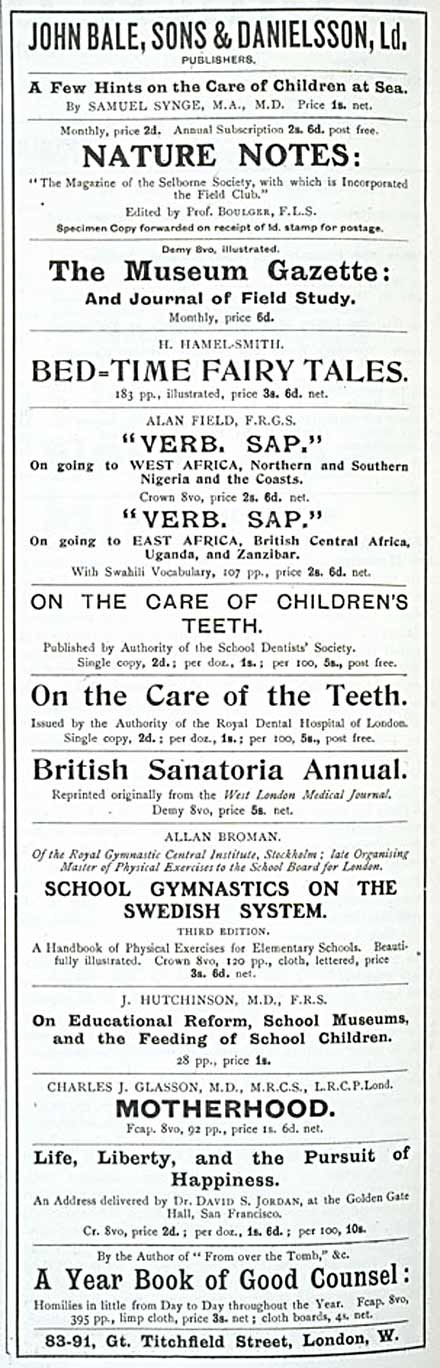 JOHN BALE, SONS & DANIELSSON, Ld.
PUBLISHERS.
A Few Hints on the Care of Children at Sea.
By SAMUEL SYNGE, M.A., M.D. Price 1s. net.
Monthly, price 2d. Annual Subscription 2s. 6d. post free.
NATURE NOTES:
"The Magazine of the Selborne Society, with which is Incorporated
the Field Club."
Edited by Prof. BOULGER, F.L.S.
Specimen Copy forwarded on receipt of 1d. stamp for postage.
Demy 8vo, illustrated.
The Museum Gazette:
And Journal of Field Study.
Monthly, price 6d.
H. HAMEL-SMITH.
BED=TIME FAIRY TALES.
183 pp., illustrated, price 3s. 6d. net.
ALAN FIELD, F.R.G.S.
"VERB. SAP."
On going to WEST AFRICA, Northern and Southern
Nigeria and the Coasts.
Crown 8vo, price 2s. 6d. net.
"VERB. SAP."
On going to EAST AFRICA, British Central Africa,
Uganda, and Zanzibar.
With Swahili Vocabulary, 107 pp., price 2s. 6d. net.
ON THE CARE OF CHILDREN'S
TEETH.
Published by Authority of the School Dentists' Society.
Single copy, 2d.; per doz., 1s.; per 100, 5s., post free.
On the Care of the Teeth.
Issued by the Authority of the Royal Dental Hospital of London.
Single copy, 2d.; per doz., 1s.; per 100, 5s., post free.
British Sanatoria Annual.
Reprinted originally from the West London Medical Journal.
Demy 8vo, price 5s. net.
ALLAN BROMAN.
Of the Royal Gymnastic Central Institute, Stockholm; late Organising
Master of Physical Exercises to the School Board for London.
SCHOOL GYMNASTICS ON THE
SWEDISH SYSTEM.
THIRD EDITION.
A Handbook of Physical Exercises for Elementary Schools. Beauti-
fully illustrated. Crown 8vo, 120 pp., cloth, lettered, price
3s. 6d. net.
J. HUTCHINSON, M.D., F.R.S.
On Educational Reform, School Museums,
and the Feeding of School Children.
28 pp., price 1s.
CHARLES J. GLASSON, M.D., M.R.C.S., L.R.C.P.Lond.
MOTHERHOOD.
Fcap. 8vo, 92 pp., price 1s. 6d. net.
Life, Liberty, and the Pursuit of
Happiness.
An Address delivered by Dr. DAVID S. JORDAN, at the Golden Gate
Hall, San Francisco.
Cr. 8vo, price 2d.; per doz., 1s. 6d.; per 100, 10s.
By the Author of "From over the Tomb," &c.
A Year Book of Good Counsel:
Homilies in little from Day to Day throughout the Year. Fcap. 8vo,
395 pp., limp cloth, price 3s. net; cloth boards, 4s. net.
83-91, Gt. Titchfield Street, London, W.